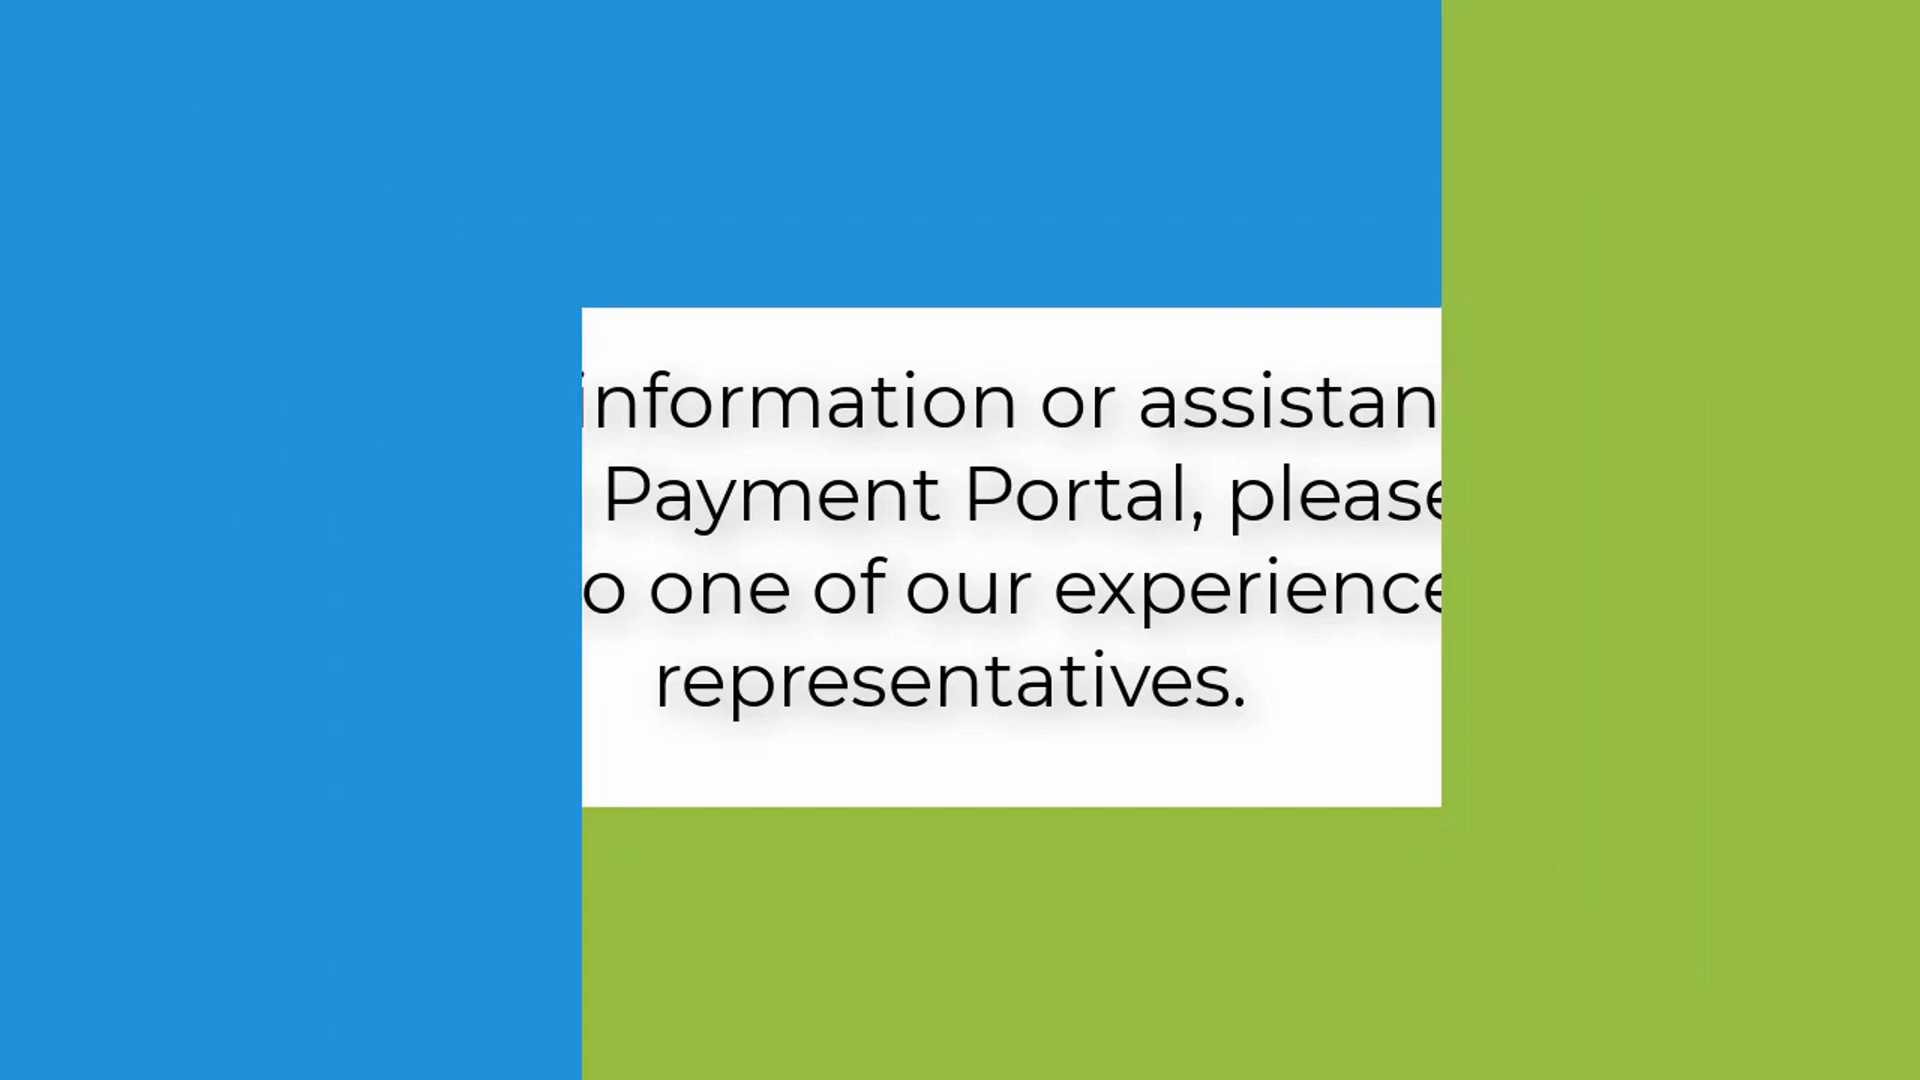 information or assistan
Payment Portal, please
o one of our experience
representatives.